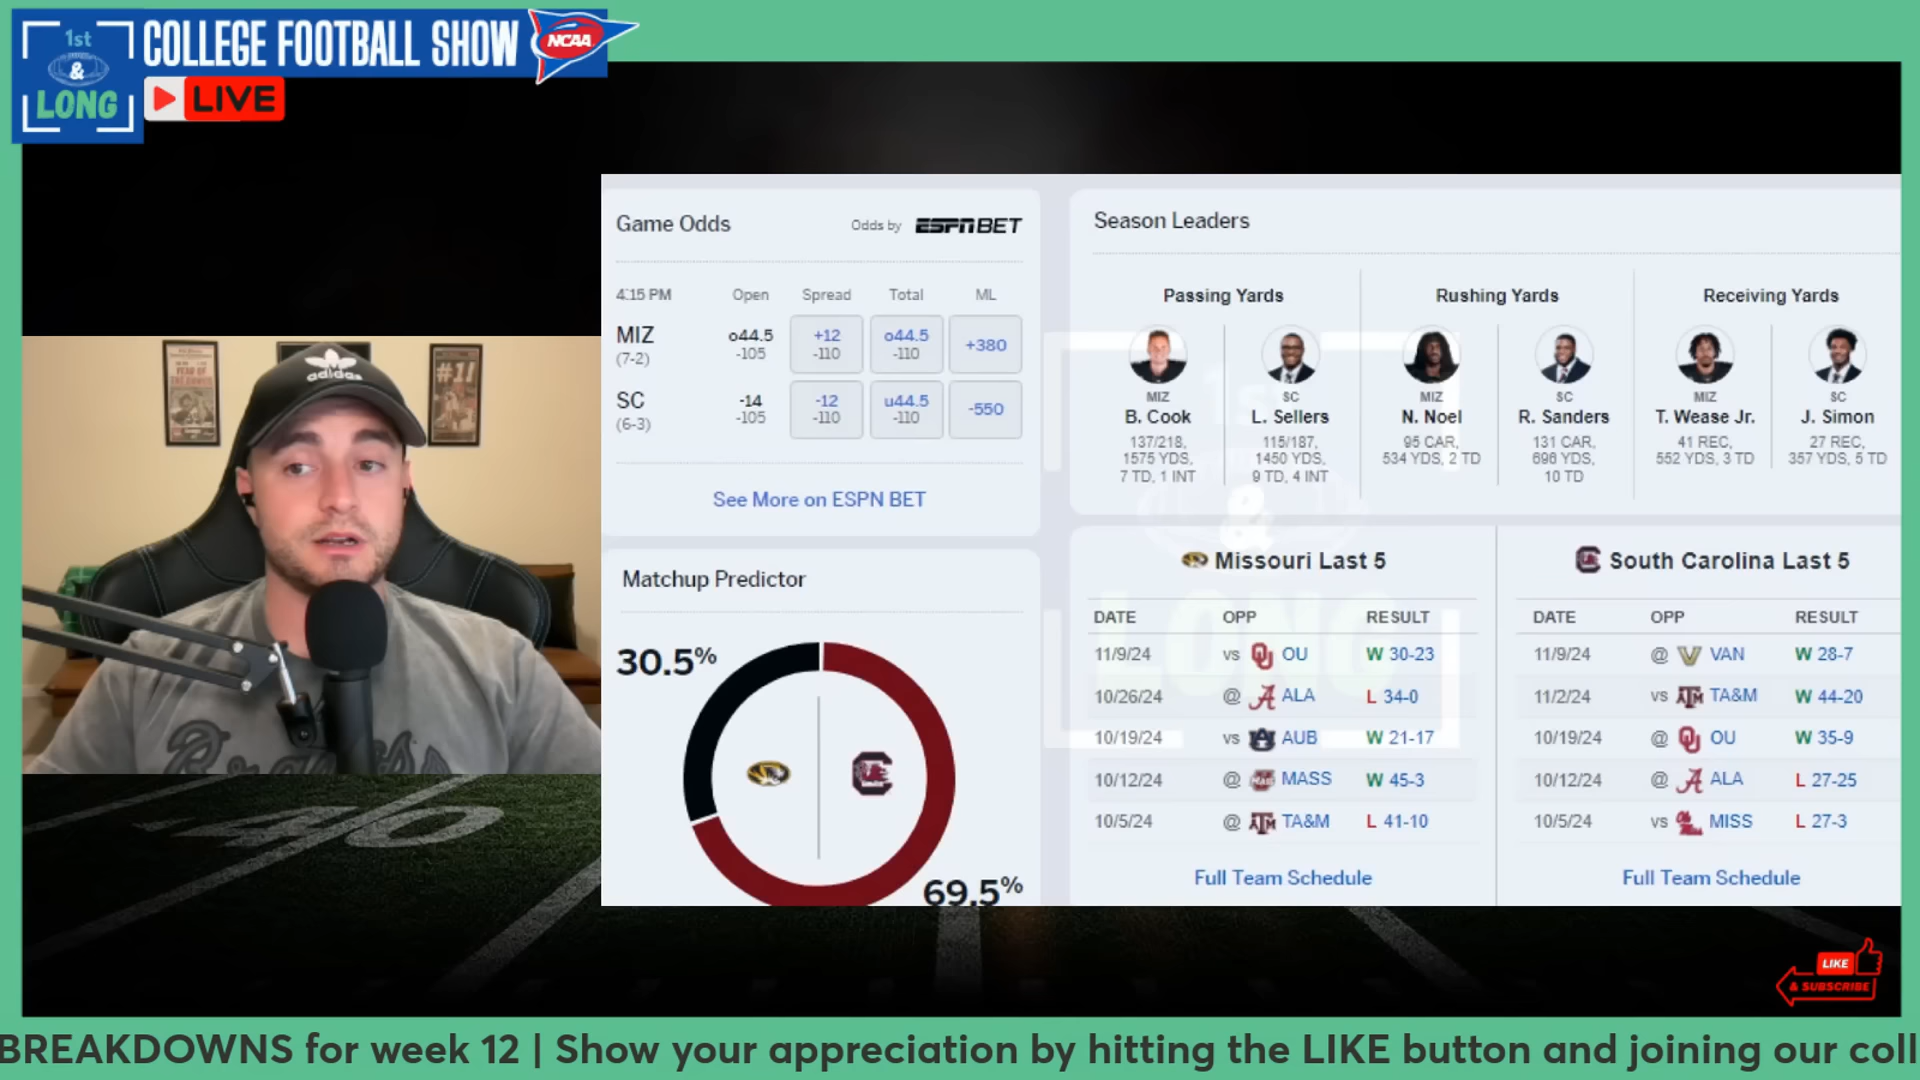 1st
&
LONG
COLLEGE FOOTBALL SHOW
NCAA
LIVE
adidas
#11
Game Odds
Odds by ESPN BET
4:15 PM Open Spread Total ML
MIZ o44.5 +12 o44.5 +380
(7-2) -105 -110 -110
SC -14 -12 u44.5 -550
(6-3) -105 -110 -110
See More on ESPN BET
Matchup Predictor
30.5%
69.5%
Season Leaders
Passing Yards Rushing Yards Receiving Yards
MIZ SC MIZ SC MIZ SC
B. Cook L. Sellers N. Noel R. Sanders T. Wease Jr. J. Simon
137/218, 115/187, 95 CAR, 131 CAR, 41 REC, 27 REC,
1575 YDS, 1450 YDS, 534 YDS, 2 TD 696 YDS, 552 YDS, 3 TD 357 YDS, 5 TD
7 TD, 1 INT 9 TD, 4 INT 10 TD
1st
&
LONG
Missouri Last 5
DATE OPP RESULT
11/9/24 vs OU W 30-23
10/26/24 @ ALA L 34-0
10/19/24 vs AUB W 21-17
10/12/24 @ MASS W 45-3
10/5/24 @ TA&M L 41-10
Full Team Schedule
South Carolina Last 5
DATE OPP RESULT
11/9/24 @ VAN W 28-7
11/2/24 vs TA&M W 44-20
10/19/24 @ OU W 35-9
10/12/24 @ ALA L 27-25
10/5/24 vs MISS L 27-3
Full Team Schedule
LIKE
& SUBSCRIBE
BREAKDOWNS for week 12 | Show your appreciation by hitting the LIKE button and joining our coll